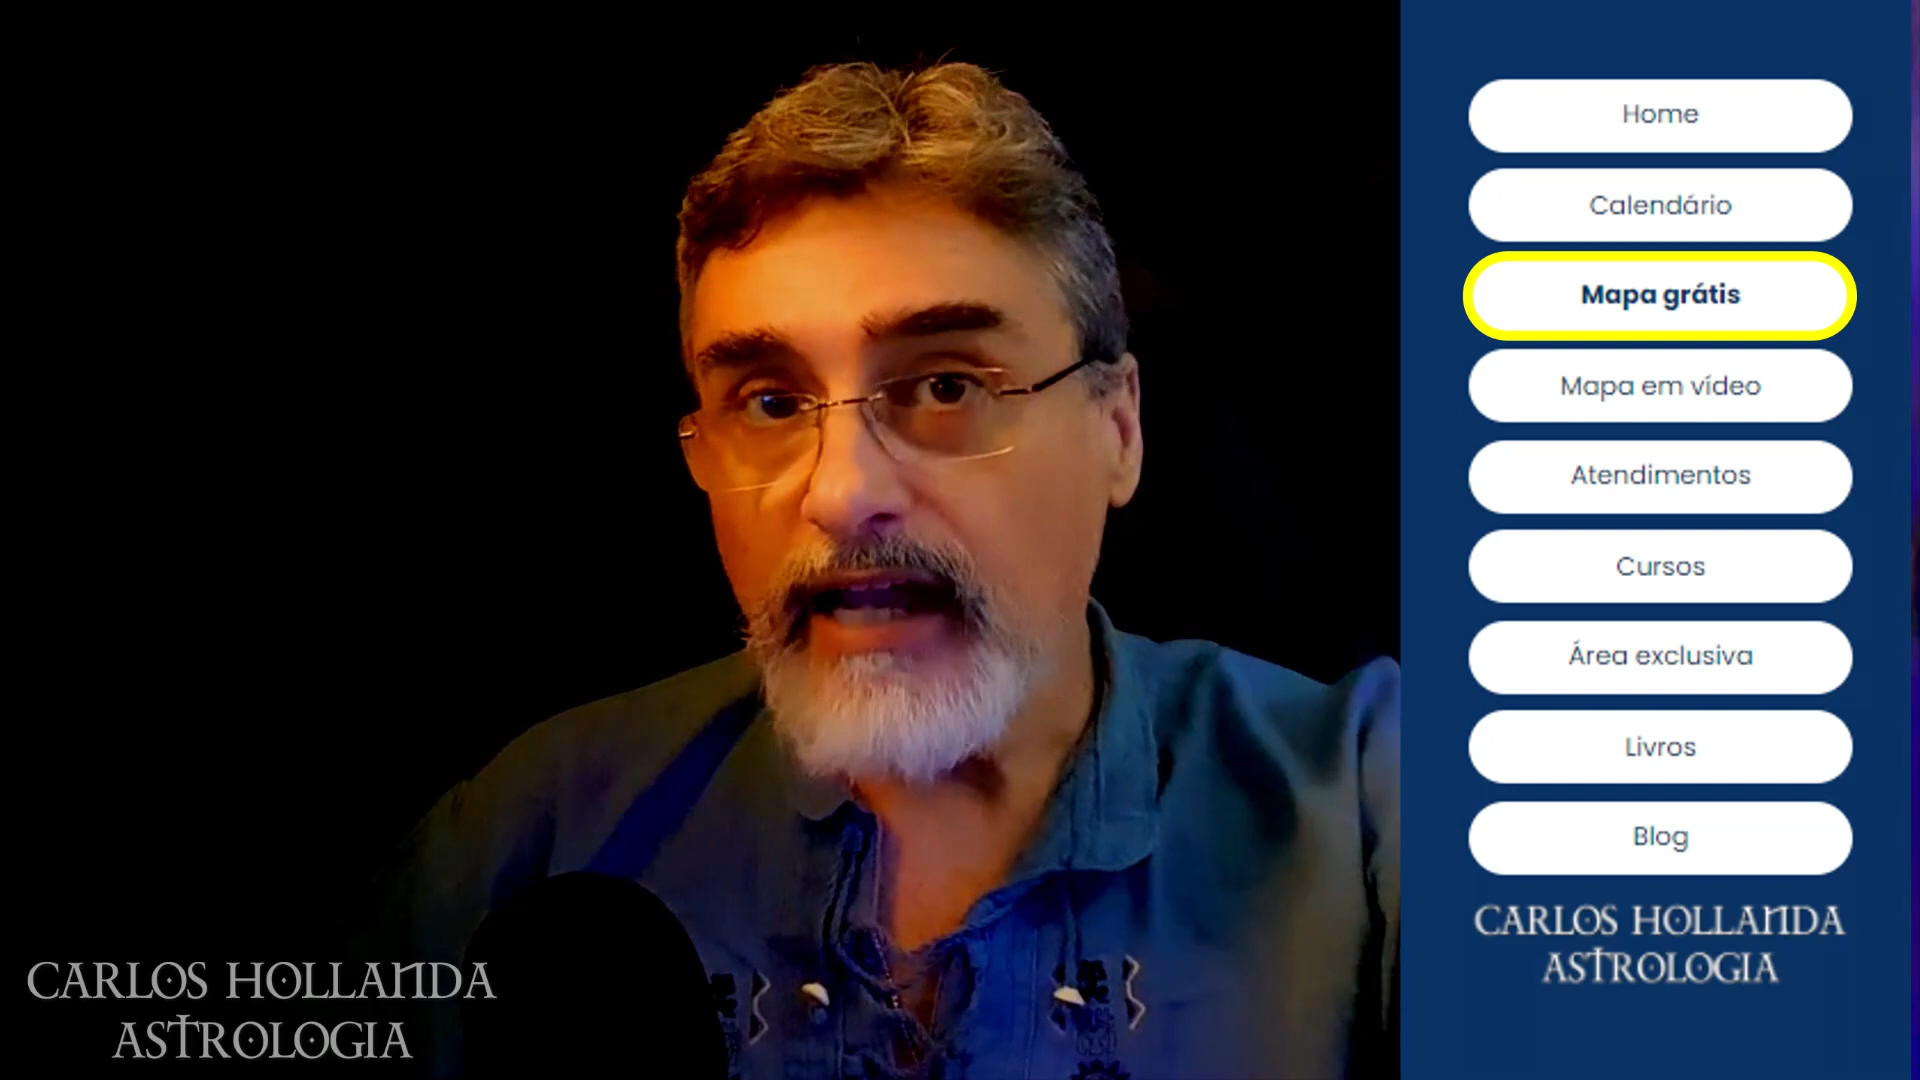 Home
Calendário
Mapa grátis
Mapa em vídeo
Atendimentos
Cursos
Área exclusiva
Livros
Blog
CARLOS HOLLANDA
ASTROLOGIA
CARLOS HOLLANDA
ASTROLOGIA